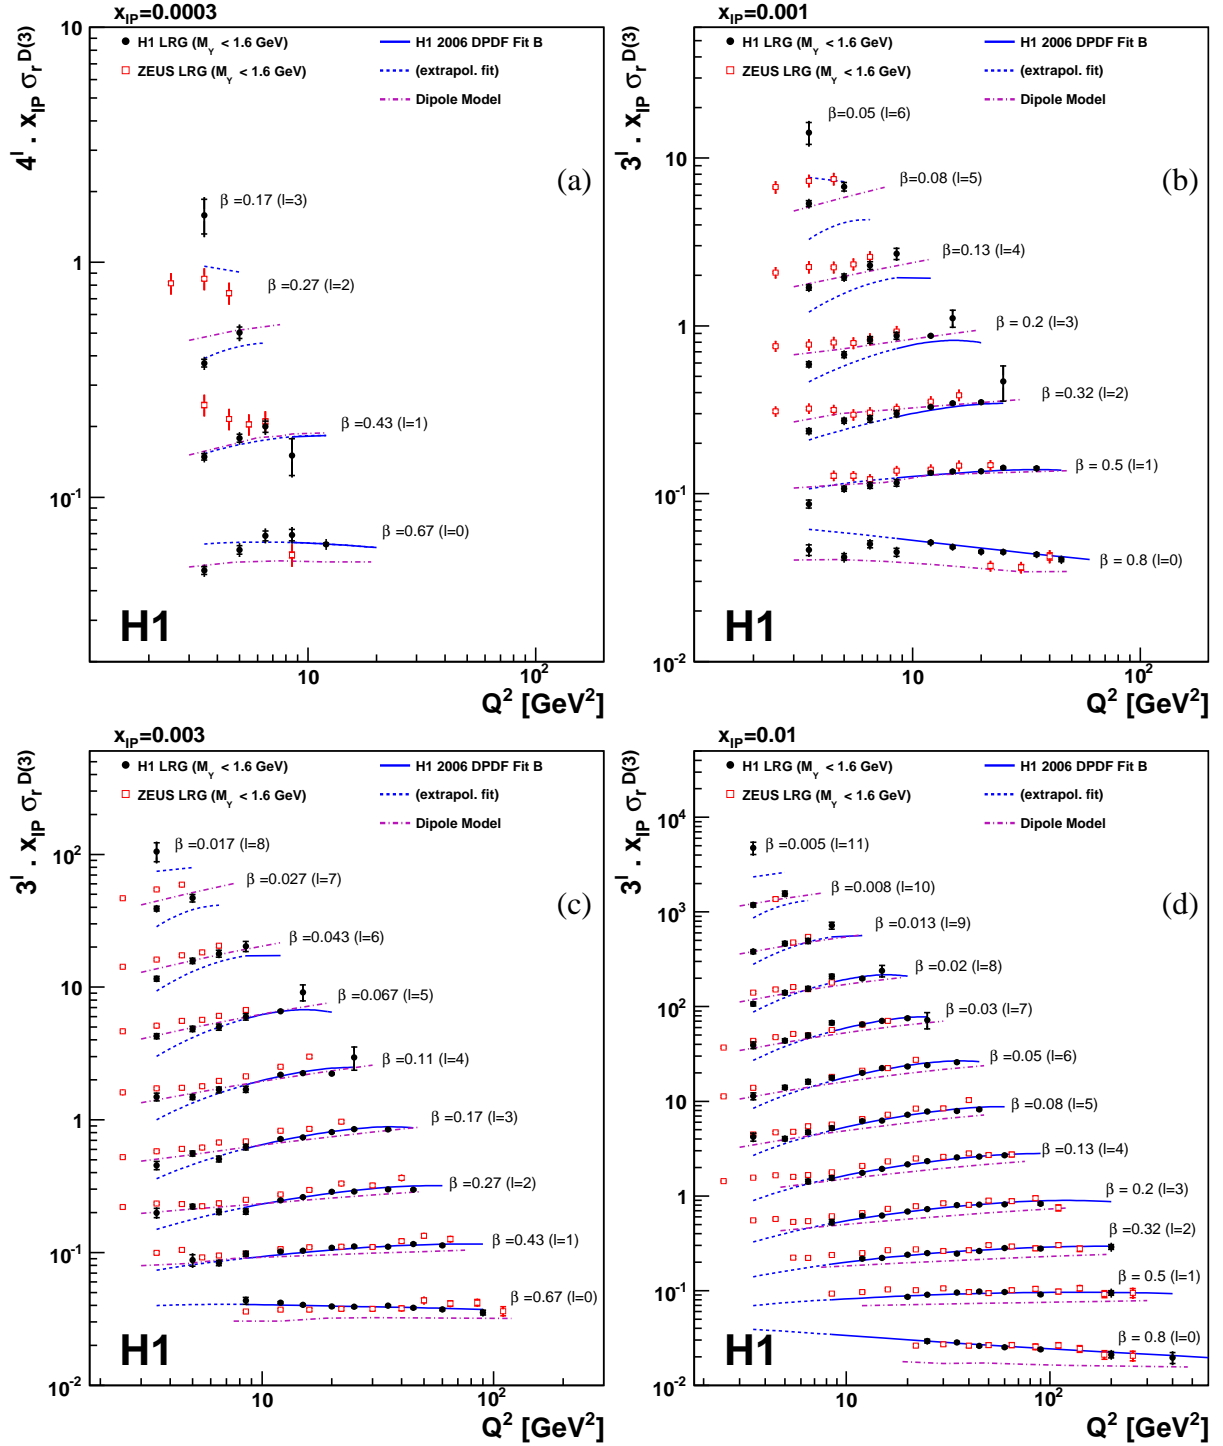 x_IP=0.0003
4^l . x_IP σ_r^D(3)
10
1
10^-1
H1 LRG (M_Y < 1.6 GeV)
ZEUS LRG (M_Y < 1.6 GeV)
H1 2006 DPDF Fit B
(extrapol. fit)
Dipole Model
(a)
β =0.17 (l=3)
β =0.27 (l=2)
β =0.43 (l=1)
β =0.67 (l=0)
H1
10
10^2
Q^2 [GeV^2]
x_IP=0.001
3^l . x_IP σ_r^D(3)
10
1
10^-1
10^-2
H1 LRG (M_Y < 1.6 GeV)
ZEUS LRG (M_Y < 1.6 GeV)
H1 2006 DPDF Fit B
(extrapol. fit)
Dipole Model
(b)
β=0.05 (l=6)
β=0.08 (l=5)
β=0.13 (l=4)
β = 0.2 (l=3)
β=0.32 (l=2)
β = 0.5 (l=1)
β = 0.8 (l=0)
H1
10
10^2
Q^2 [GeV^2]
x_IP=0.003
3^l . x_IP σ_r^D(3)
10^2
10
1
10^-1
10^-2
H1 LRG (M_Y < 1.6 GeV)
ZEUS LRG (M_Y < 1.6 GeV)
H1 2006 DPDF Fit B
(extrapol. fit)
Dipole Model
(c)
β =0.017 (l=8)
β =0.027 (l=7)
β =0.043 (l=6)
β =0.067 (l=5)
β =0.11 (l=4)
β =0.17 (l=3)
β =0.27 (l=2)
β =0.43 (l=1)
β =0.67 (l=0)
H1
10
10^2
Q^2 [GeV^2]
x_IP=0.01
3^l . x_IP σ_r^D(3)
10^4
10^3
10^2
10
1
10^-1
10^-2
H1 LRG (M_Y < 1.6 GeV)
ZEUS LRG (M_Y < 1.6 GeV)
H1 2006 DPDF Fit B
(extrapol. fit)
Dipole Model
(d)
β =0.005 (l=11)
β =0.008 (l=10)
β =0.013 (l=9)
β =0.02 (l=8)
β =0.03 (l=7)
β =0.05 (l=6)
β =0.08 (l=5)
β =0.13 (l=4)
β = 0.2 (l=3)
β =0.32 (l=2)
β = 0.5 (l=1)
β = 0.8 (l=0)
H1
10
10^2
Q^2 [GeV^2]